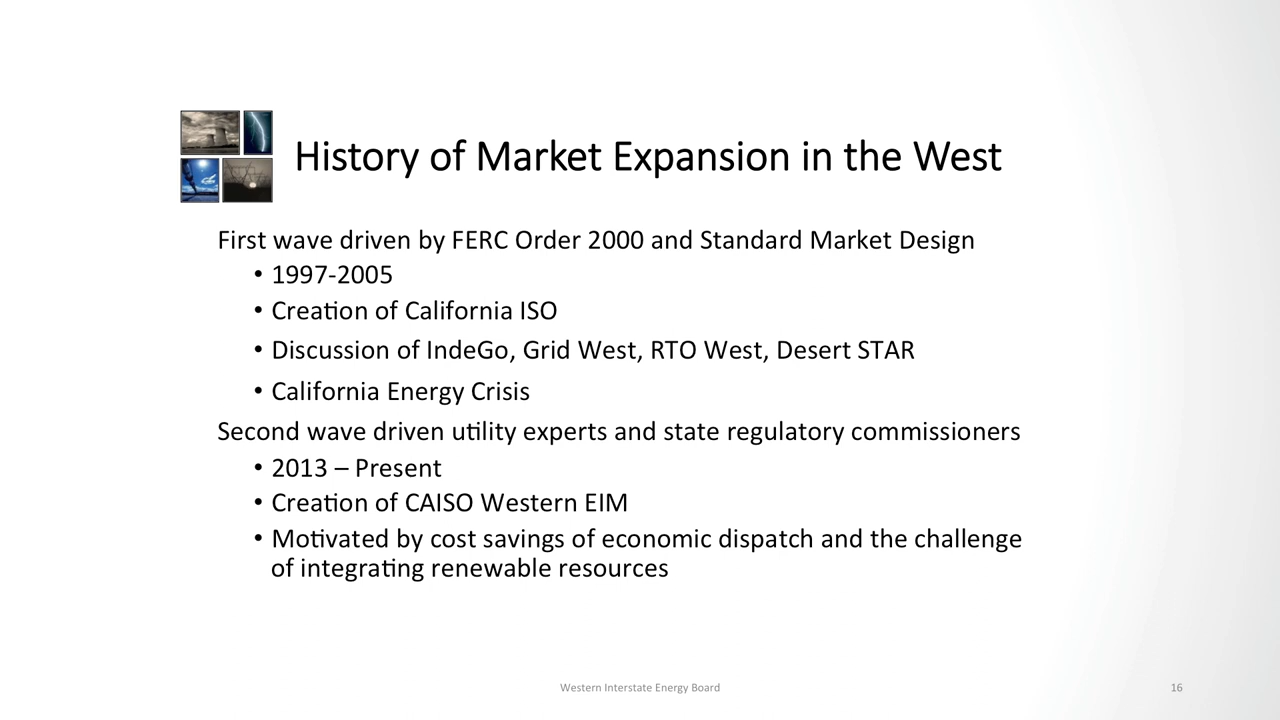 History of Market Expansion in the West
First wave driven by FERC Order 2000 and Standard Market Design
• 1997-2005
• Creation of California ISO
• Discussion of IndeGo, Grid West, RTO West, Desert STAR
• California Energy Crisis
Second wave driven utility experts and state regulatory commissioners
• 2013 – Present
• Creation of CAISO Western EIM
• Motivated by cost savings of economic dispatch and the challenge
of integrating renewable resources
Western Interstate Energy Board
16